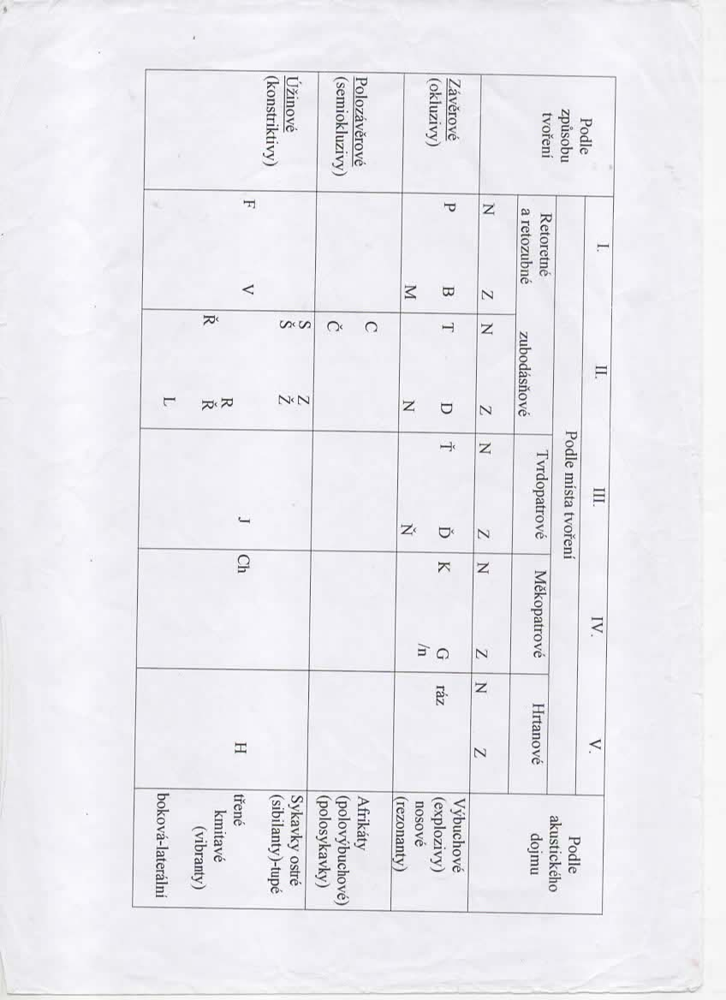 Podle
způsobu
tvoření
I. II. III. IV. V.
Podle místa tvoření
Retoretné
a retozubné
zubodásňové
Tvrdopatrové
Měkopatrové
Hrtanové
Podle
akustického
dojmu
N Z N Z N Z N Z N Z
Závěrové
(okluzivy)
P B T D Ť Ď K G ráz
M N Ň /n
Výbuchové
(explozivy)
nosové
(rezonanty)
Polozávěrové
(semiokluzivy)
C
Č
Afrikáty
(polovýbuchové)
(polosykavky)
Úžinové
(konstriktivy)
S Z
Š Ž
Sykavky ostré
(sibilanty)-tupé
F V J Ch H
třené
R
Ř Ř
kmitavé
(vibranty)
L
boková-laterální